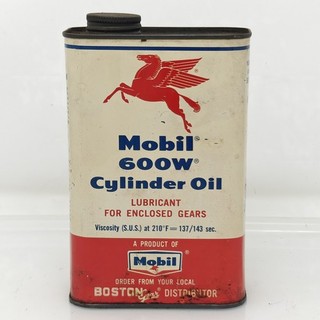 Mobil®
600W®
Cylinder Oil
LUBRICANT
FOR ENCLOSED GEARS
Viscosity (S.U.S.) at 210°F = 137/143 sec.
A PRODUCT OF
Mobil
ORDER FROM YOUR LOCAL
BOSTON Gear DISTRIBUTOR